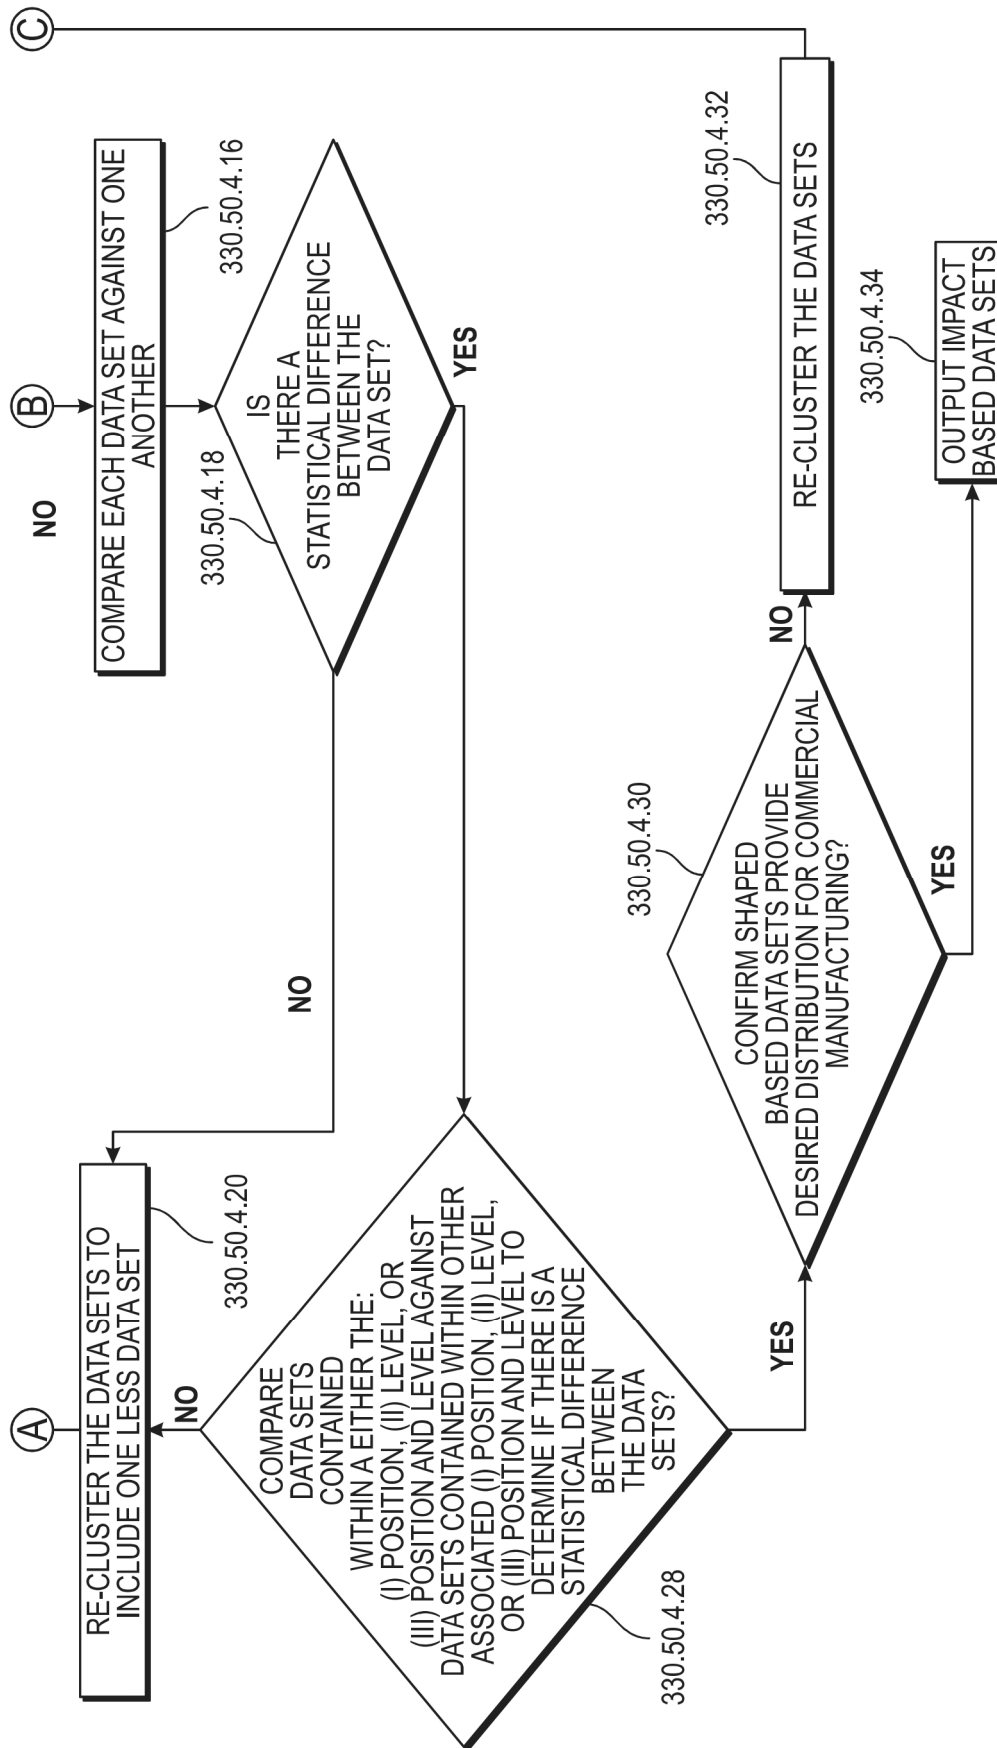 A
RE-CLUSTER THE DATA SETS TO
INCLUDE ONE LESS DATA SET
330.50.4.20
NO
B
NO
COMPARE EACH DATA SET AGAINST ONE
ANOTHER
330.50.4.16
330.50.4.18
IS
THERE A
STATISTICAL DIFFERENCE
BETWEEN THE
DATA SET?
YES
C
NO
COMPARE
DATA SETS
CONTAINED
WITHIN A EITHER THE:
(I) POSITION, (II) LEVEL, OR
(III) POSITION AND LEVEL AGAINST
DATA SETS CONTAINED WITHIN OTHER
ASSOCIATED (I) POSITION, (II) LEVEL,
OR (III) POSITION AND LEVEL TO
DETERMINE IF THERE IS A
STATISTICAL DIFFERENCE
BETWEEN
THE DATA
SETS?
330.50.4.28
YES
330.50.4.30
CONFIRM SHAPED
BASED DATA SETS PROVIDE
DESIRED DISTRIBUTION FOR COMMERCIAL
MANUFACTURING?
NO
YES
330.50.4.32
RE-CLUSTER THE DATA SETS
330.50.4.34
OUTPUT IMPACT
BASED DATA SETS